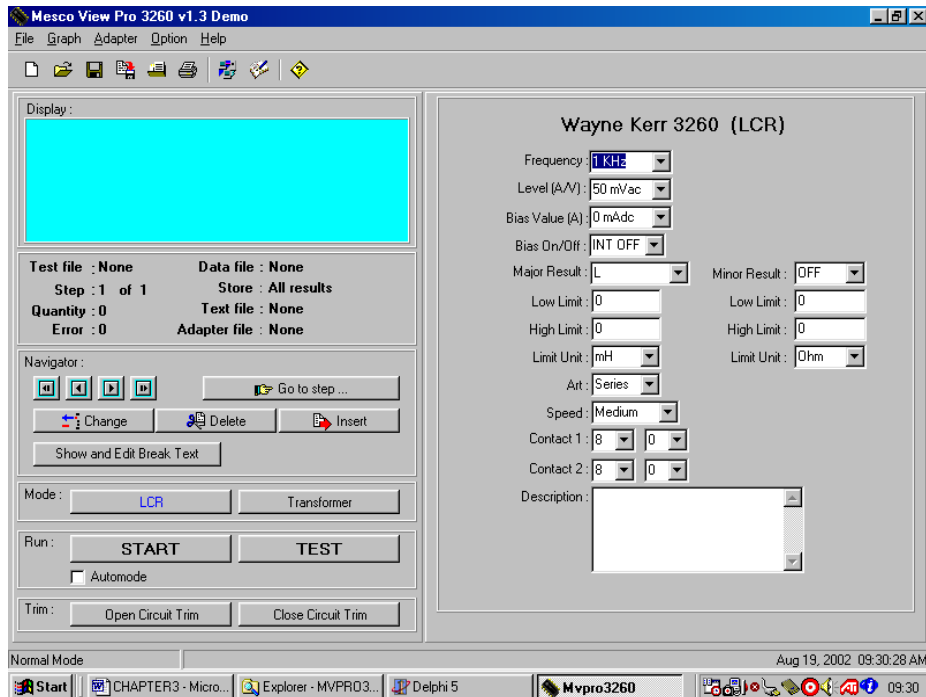 Mesco View Pro 3260 v1.3 Demo
File Graph Adapter Option Help
Display :
Test file : None Data file : None
Step : 1 of 1 Store : All results
Quantity : 0 Text file : None
Error : 0 Adapter file : None
Navigator :
Go to step ...
Change Delete Insert
Show and Edit Break Text
Mode : LCR Transformer
Run : START TEST
Automode
Trim : Open Circuit Trim Close Circuit Trim
Wayne Kerr 3260 (LCR)
Frequency : 1 KHz
Level (A/V) : 50 mVac
Bias Value (A) : 0 mAdc
Bias On/Off : INT OFF
Major Result : L Minor Result : OFF
Low Limit : 0 Low Limit : 0
High Limit : 0 High Limit : 0
Limit Unit : mH Limit Unit : Ohm
Art : Series
Speed : Medium
Contact 1 : 8 0
Contact 2 : 8 0
Description :
Normal Mode Aug 19, 2002 09:30:28 AM
Start CHAPTER3 - Micro... Explorer - MVPRO3... Delphi 5 Mvpro3260 09:30